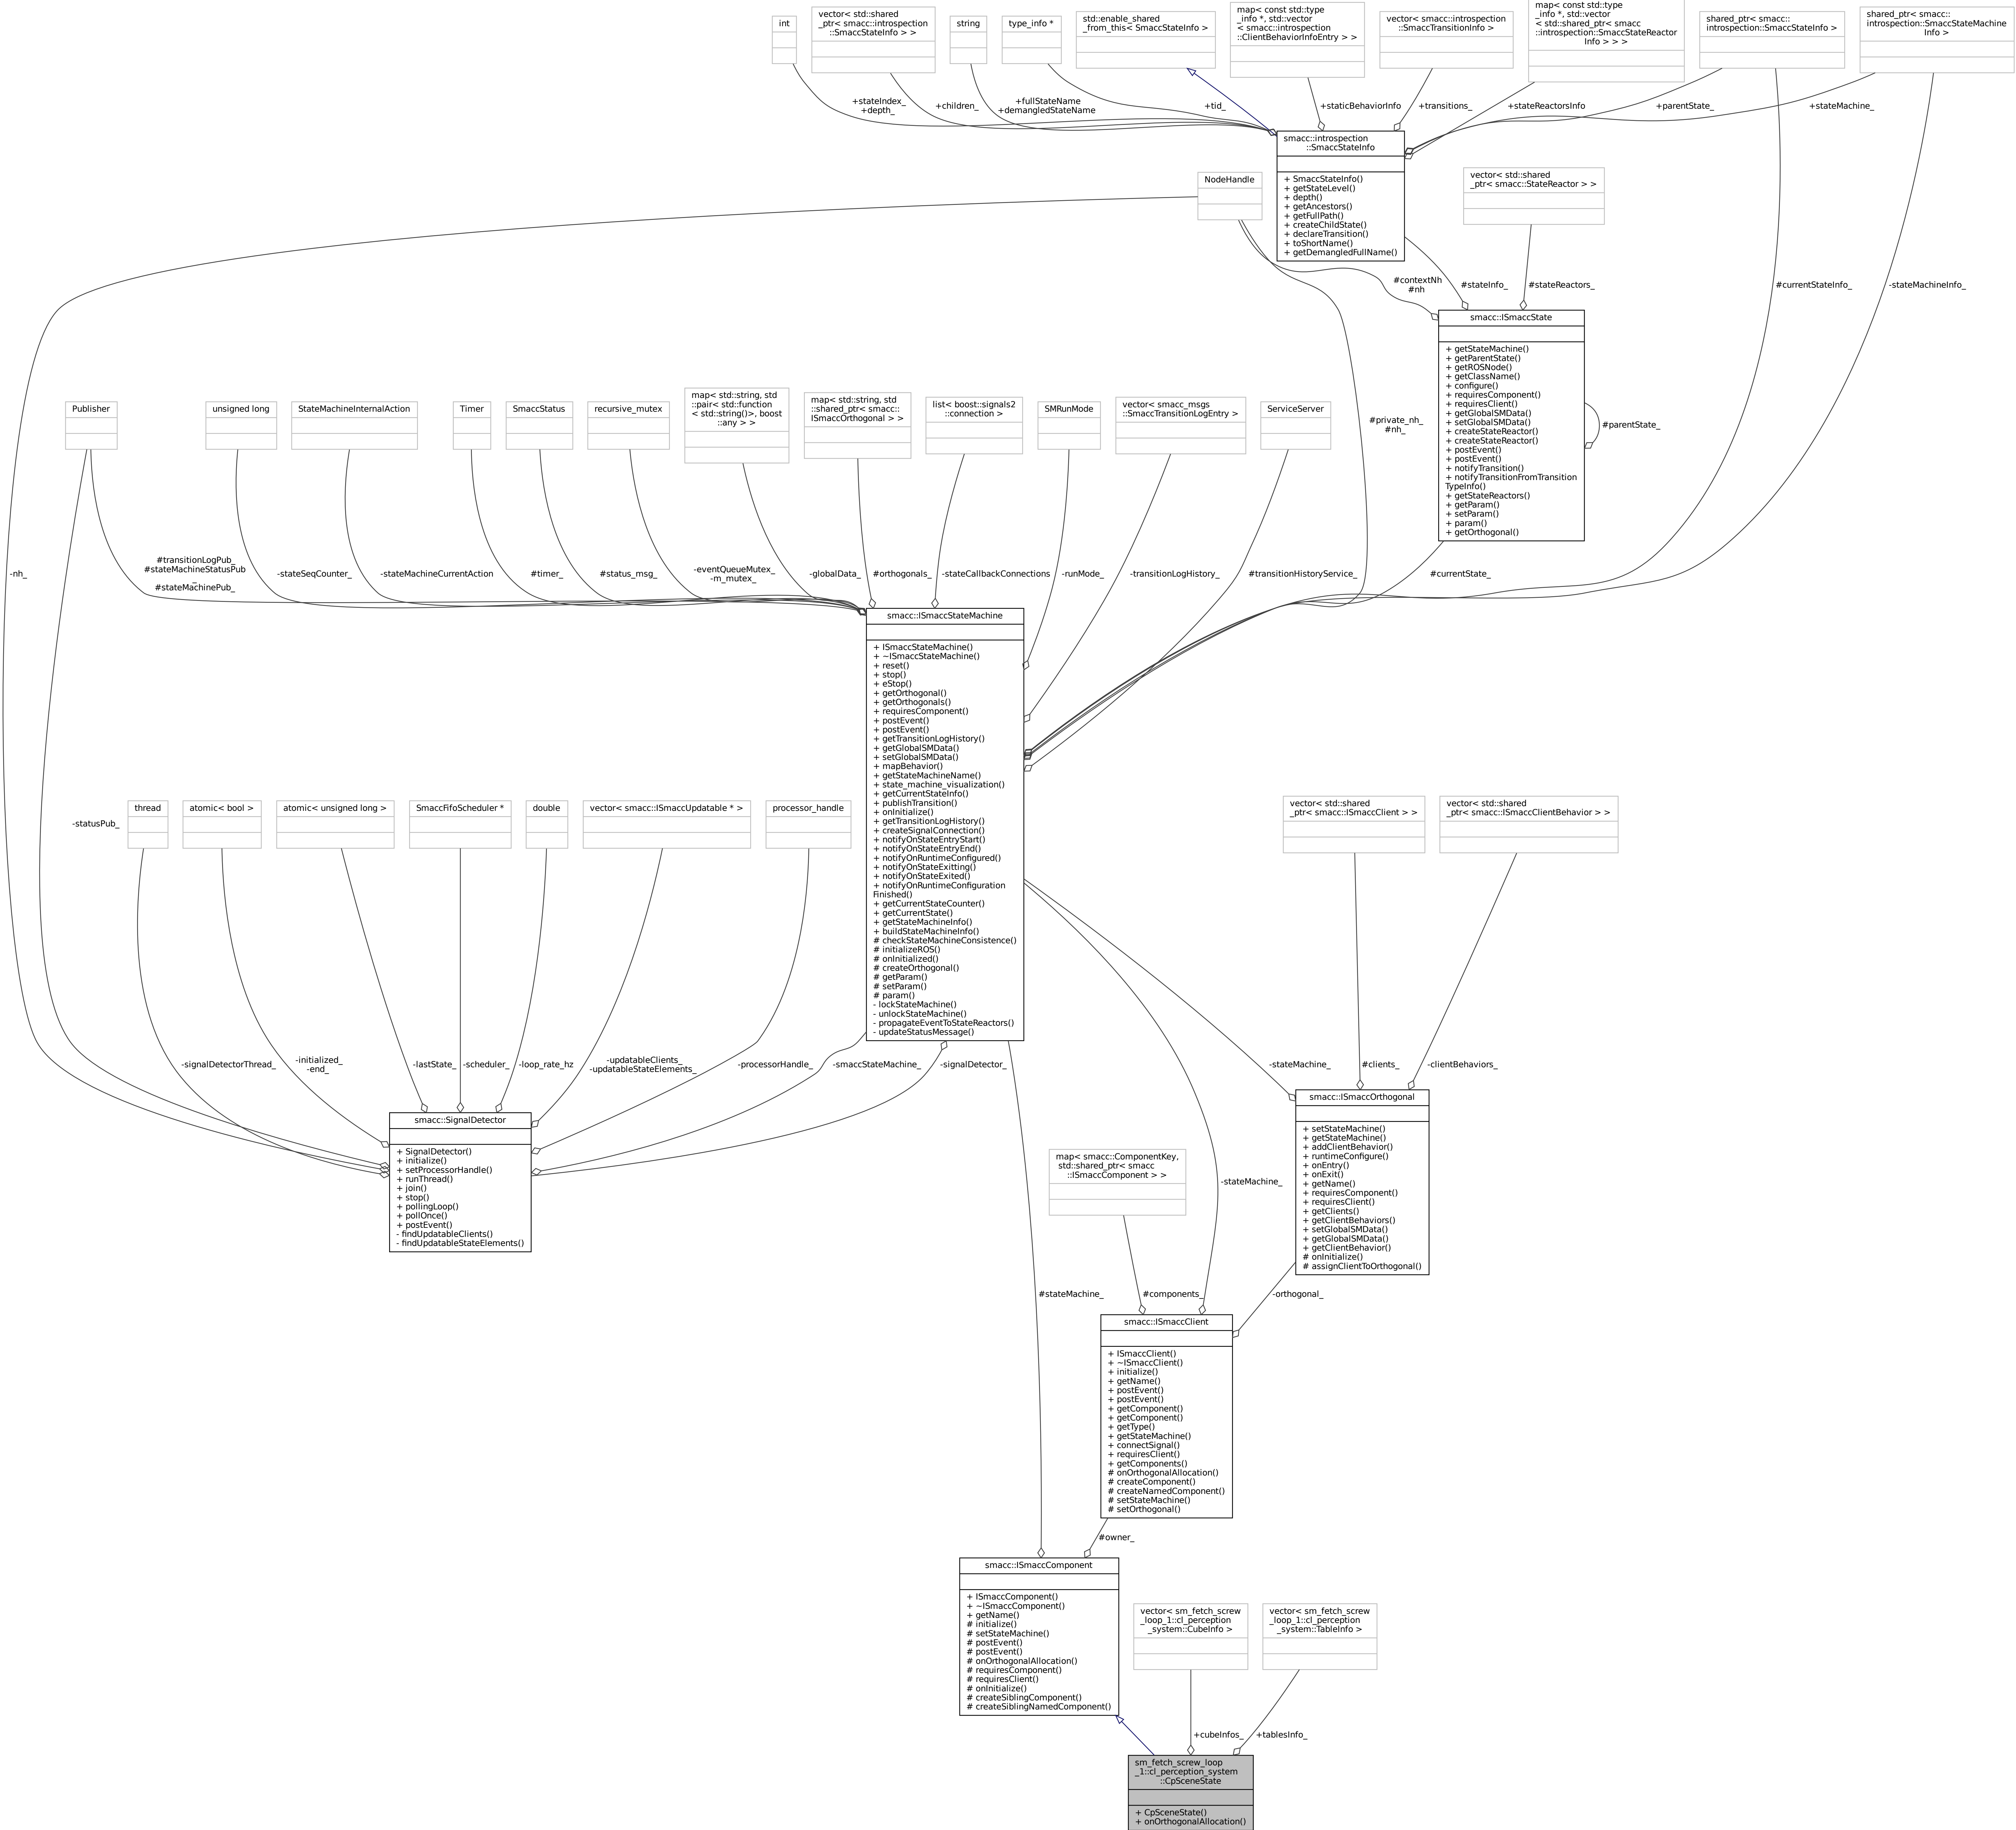 int
vector< std::shared
_ptr< smacc::introspection
::SmaccStateInfo > >
string
type_info *
std::enable_shared
_from_this< SmaccStateInfo >
map< const std::type
_info *, std::vector
< smacc::introspection
::ClientBehaviorInfoEntry > >
vector< smacc::introspection
::SmaccTransitionInfo >
map< const std::type
_info *, std::vector
< std::shared_ptr< smacc
::introspection::SmaccStateReactor
Info > > >
shared_ptr< smacc::
introspection::SmaccStateInfo >
shared_ptr< smacc::
introspection::SmaccStateMachine
Info >
+stateIndex_
+depth_
+children_
+fullStateName
+demangledStateName
+tid_
+staticBehaviorInfo
+transitions_
+stateReactorsInfo
+parentState_
+stateMachine_
smacc::introspection
::SmaccStateInfo
+ SmaccStateInfo()
+ getStateLevel()
+ depth()
+ getAncestors()
+ getFullPath()
+ createChildState()
+ declareTransition()
+ toShortName()
+ getDemangledFullName()
NodeHandle
vector< std::shared
_ptr< smacc::StateReactor > >
#contextNh
#nh
#stateInfo_
#stateReactors_
#currentStateInfo_
-stateMachineInfo_
smacc::ISmaccState
+ getStateMachine()
+ getParentState()
+ getROSNode()
+ getClassName()
+ configure()
+ requiresComponent()
+ requiresClient()
+ getGlobalSMData()
+ setGlobalSMData()
+ createStateReactor()
+ createStateReactor()
+ postEvent()
+ postEvent()
+ notifyTransition()
+ notifyTransitionFromTransition
TypeInfo()
+ getStateReactors()
+ getParam()
+ setParam()
+ param()
+ getOrthogonal()
#parentState_
Publisher
unsigned long
StateMachineInternalAction
Timer
SmaccStatus
recursive_mutex
map< std::string, std
::pair< std::function
< std::string()>, boost
::any > >
map< std::string, std
::shared_ptr< smacc::
ISmaccOrthogonal > >
list< boost::signals2
::connection >
SMRunMode
vector< smacc_msgs
::SmaccTransitionLogEntry >
ServiceServer
#private_nh_
#nh_
-nh_
#transitionLogPub_
#stateMachineStatusPub
_
#stateMachinePub_
-stateSeqCounter_
-stateMachineCurrentAction
#timer_
#status_msg_
-eventQueueMutex_
-m_mutex_
-globalData_
#orthogonals_
-stateCallbackConnections
-runMode_
-transitionLogHistory_
#transitionHistoryService_
#currentState_
smacc::ISmaccStateMachine
+ ISmaccStateMachine()
+ ~ISmaccStateMachine()
+ reset()
+ stop()
+ eStop()
+ getOrthogonal()
+ getOrthogonals()
+ requiresComponent()
+ postEvent()
+ postEvent()
+ getTransitionLogHistory()
+ getGlobalSMData()
+ setGlobalSMData()
+ mapBehavior()
+ getStateMachineName()
+ state_machine_visualization()
+ getCurrentStateInfo()
+ publishTransition()
+ onInitialize()
+ getTransitionLogHistory()
+ createSignalConnection()
+ notifyOnStateEntryStart()
+ notifyOnStateEntryEnd()
+ notifyOnRuntimeConfigured()
+ notifyOnStateExitting()
+ notifyOnStateExited()
+ notifyOnRuntimeConfiguration
Finished()
+ getCurrentStateCounter()
+ getCurrentState()
+ getStateMachineInfo()
+ buildStateMachineInfo()
# checkStateMachineConsistence()
# initializeROS()
# onInitialized()
# createOrthogonal()
# getParam()
# setParam()
# param()
- lockStateMachine()
- unlockStateMachine()
- propagateEventToStateReactors()
- updateStatusMessage()
-statusPub_
thread
atomic< bool >
atomic< unsigned long >
SmaccFifoScheduler *
double
vector< smacc::ISmaccUpdatable * >
processor_handle
vector< std::shared
_ptr< smacc::ISmaccClient > >
vector< std::shared
_ptr< smacc::ISmaccClientBehavior > >
-signalDetectorThread_
-initialized_
-end_
-lastState_
-scheduler_
-loop_rate_hz
-updatableClients_
-updatableStateElements_
-processorHandle_
-smaccStateMachine_
-signalDetector_
-stateMachine_
#clients_
-clientBehaviors_
smacc::SignalDetector
+ SignalDetector()
+ initialize()
+ setProcessorHandle()
+ runThread()
+ join()
+ stop()
+ pollingLoop()
+ pollOnce()
+ postEvent()
- findUpdatableClients()
- findUpdatableStateElements()
smacc::ISmaccOrthogonal
+ setStateMachine()
+ getStateMachine()
+ addClientBehavior()
+ runtimeConfigure()
+ onEntry()
+ onExit()
+ getName()
+ requiresComponent()
+ requiresClient()
+ getClients()
+ getClientBehaviors()
+ setGlobalSMData()
+ getGlobalSMData()
+ getClientBehavior()
# onInitialize()
# assignClientToOrthogonal()
map< smacc::ComponentKey,
std::shared_ptr< smacc
::ISmaccComponent > >
-stateMachine_
#stateMachine_
#components_
-orthogonal_
smacc::ISmaccClient
+ ISmaccClient()
+ ~ISmaccClient()
+ initialize()
+ getName()
+ postEvent()
+ postEvent()
+ getComponent()
+ getComponent()
+ getType()
+ getStateMachine()
+ connectSignal()
+ requiresClient()
+ getComponents()
# onOrthogonalAllocation()
# createComponent()
# createNamedComponent()
# setStateMachine()
# setOrthogonal()
#owner_
smacc::ISmaccComponent
+ ISmaccComponent()
+ ~ISmaccComponent()
+ getName()
# initialize()
# setStateMachine()
# postEvent()
# postEvent()
# onOrthogonalAllocation()
# requiresComponent()
# requiresClient()
# onInitialize()
# createSiblingComponent()
# createSiblingNamedComponent()
vector< sm_fetch_screw
_loop_1::cl_perception
_system::CubeInfo >
vector< sm_fetch_screw
_loop_1::cl_perception
_system::TableInfo >
+cubeInfos_
+tablesInfo_
sm_fetch_screw_loop
_1::cl_perception_system
::CpSceneState
+ CpSceneState()
+ onOrthogonalAllocation()